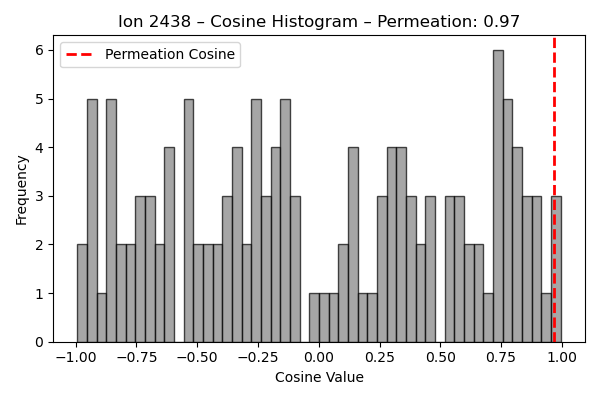 Ion 2438 – Cosine Histogram – Permeation: 0.97
Permeation Cosine
Frequency
6
5
4
3
2
1
0
−1.00 −0.75 −0.50 −0.25 0.00 0.25 0.50 0.75 1.00
Cosine Value